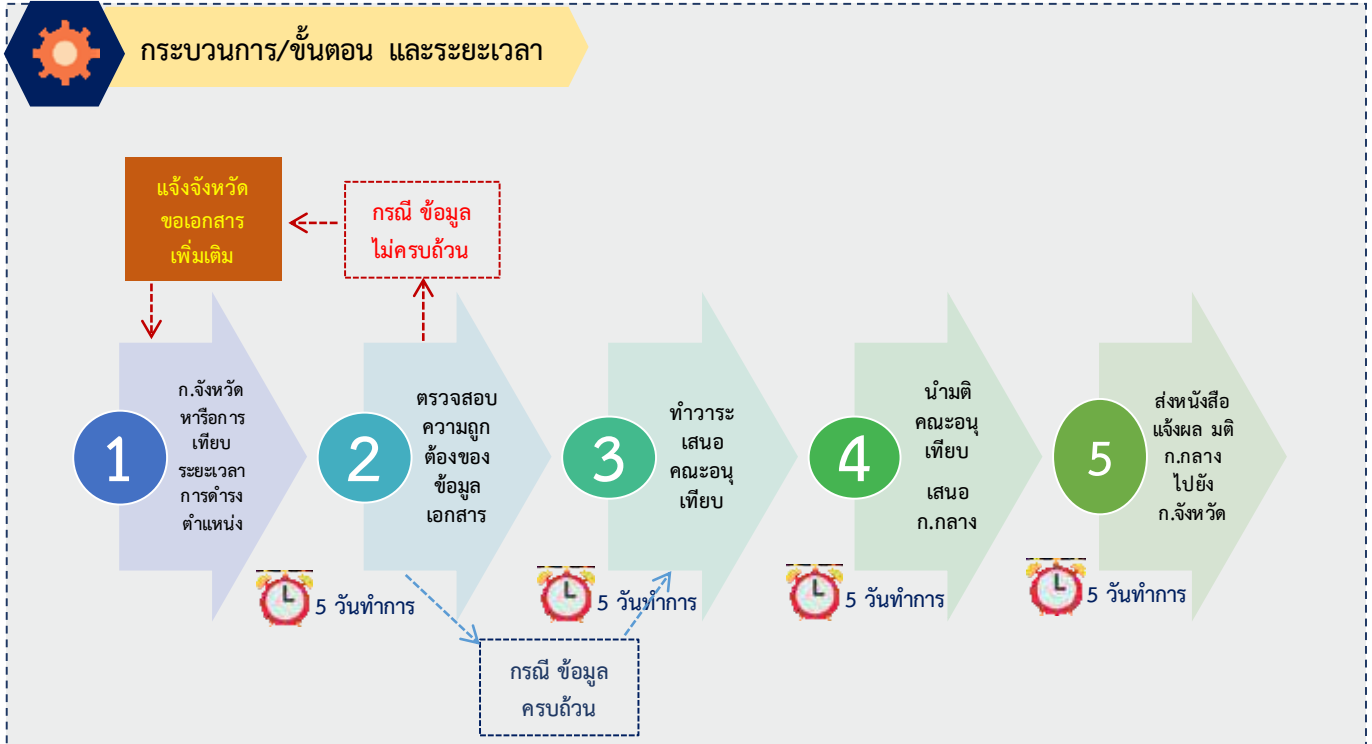 กระบวนการ/ขั้นตอน และระยะเวลา
แจ้งจังหวัด
ขอเอกสาร
เพิ่มเติม
กรณี ข้อมูล
ไม่ครบถ้วน
1
ก.จังหวัด
หารือการ
เทียบ
ระยะเวลา
การดำรง
ตำแหน่ง
2
ตรวจสอบ
ความถูก
ต้องของ
ข้อมูล
เอกสาร
3
ทำวาระ
เสนอ
คณะอนุ
เทียบ
4
นำมติ
คณะอนุ
เทียบ
เสนอ
ก.กลาง
5
ส่งหนังสือ
แจ้งผล มติ
ก.กลาง
ไปยัง
ก.จังหวัด
5 วันทำการ
5 วันทำการ
5 วันทำการ
5 วันทำการ
กรณี ข้อมูล
ครบถ้วน